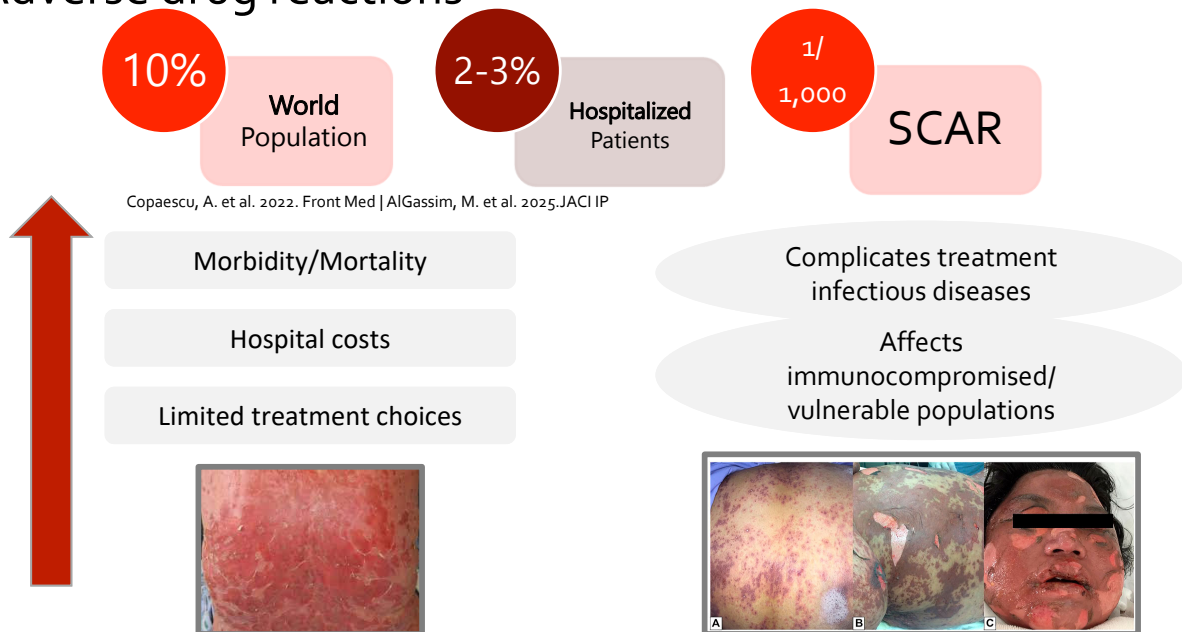 Adverse drug reactions
10%
World
Population
2-3%
Hospitalized
Patients
1/
1,000
SCAR
Copaescu, A. et al. 2022. Front Med | AlGassim, M. et al. 2025.JACI IP
Morbidity/Mortality
Hospital costs
Limited treatment choices
Complicates treatment
infectious diseases
Affects
immunocompromised/
vulnerable populations
A
B
C